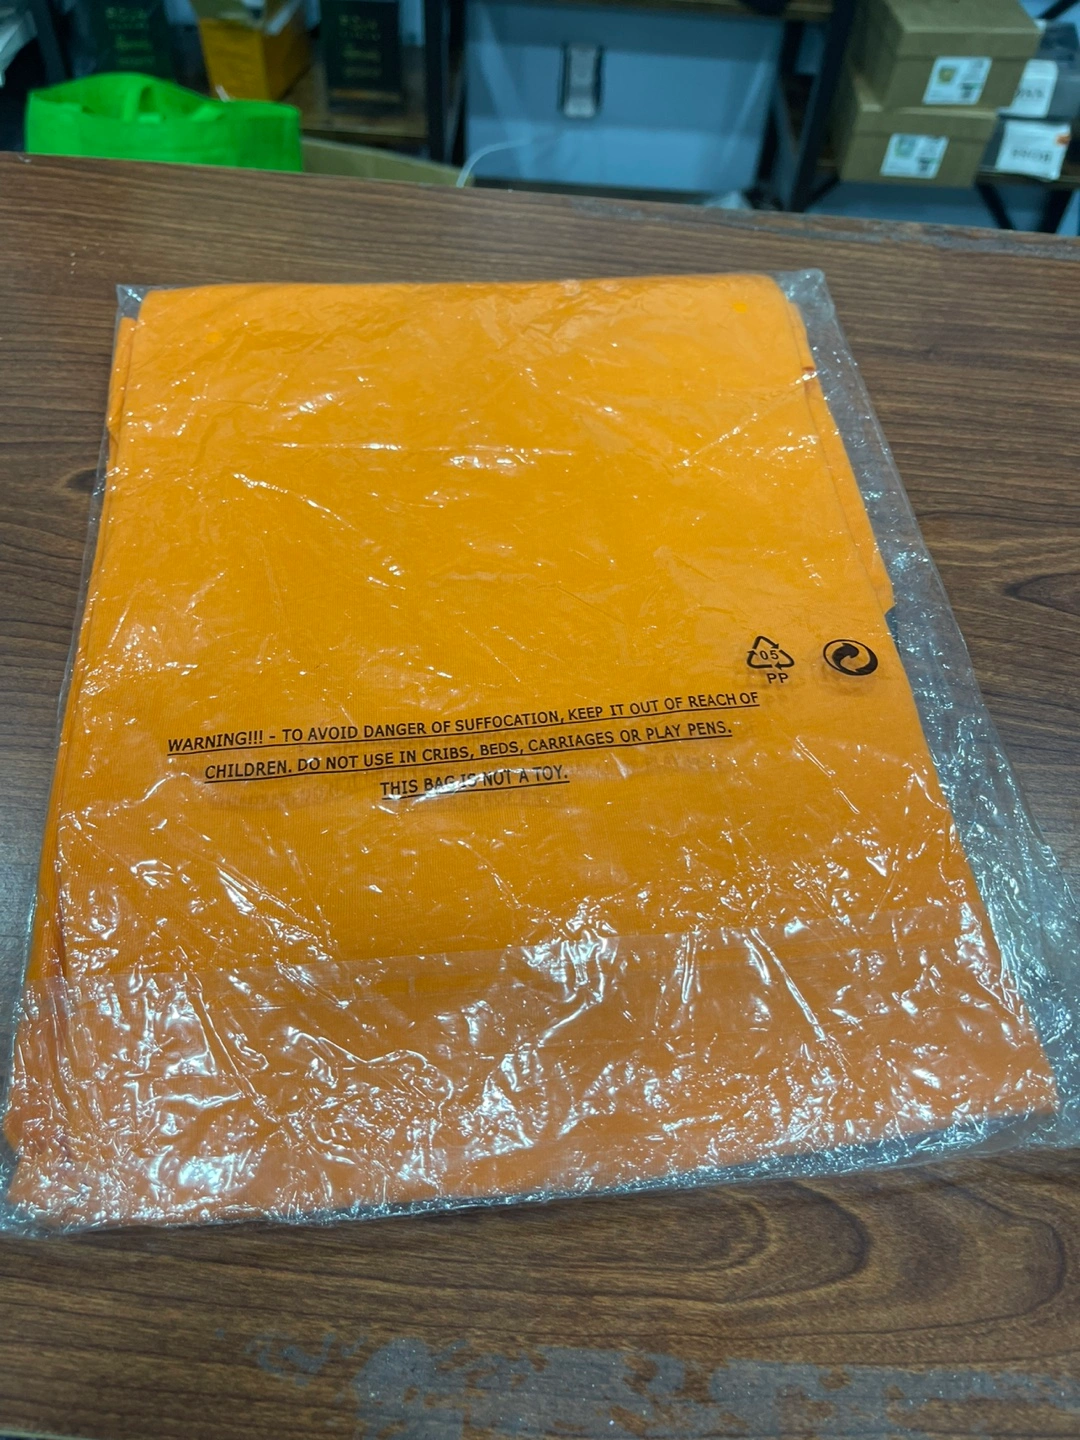 05
PP
WARNING!!! - TO AVOID DANGER OF SUFFOCATION, KEEP IT OUT OF REACH OF
CHILDREN. DO NOT USE IN CRIBS, BEDS, CARRIAGES OR PLAY PENS.
THIS BAG IS NOT A TOY.